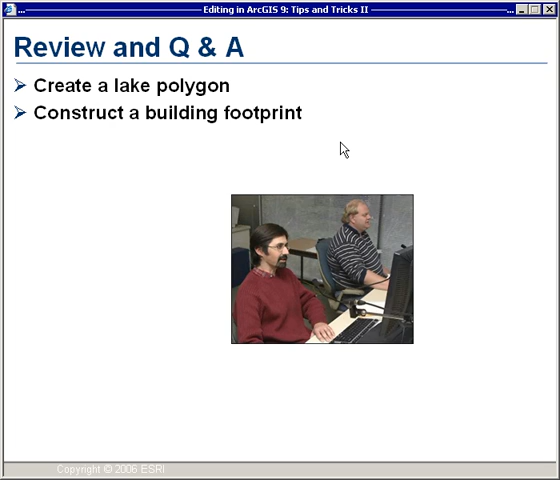 Editing in ArcGIS 9: Tips and Tricks II
Review and Q & A
Create a lake polygon
Construct a building footprint
Copyright © 2006 ESRI